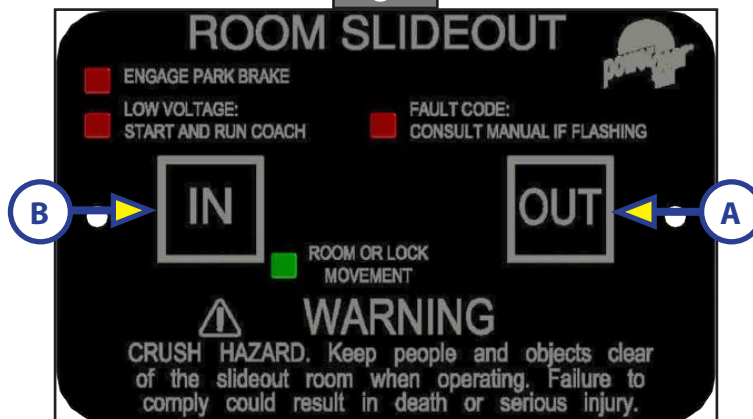 ROOM SLIDEOUT
ENGAGE PARK BRAKE
LOW VOLTAGE:
START AND RUN COACH
FAULT CODE:
CONSULT MANUAL IF FLASHING
B
IN
OUT
A
ROOM OR LOCK
MOVEMENT
WARNING
CRUSH HAZARD. Keep people and objects clear
of the slideout room when operating. Failure to
comply could result in death or serious injury.